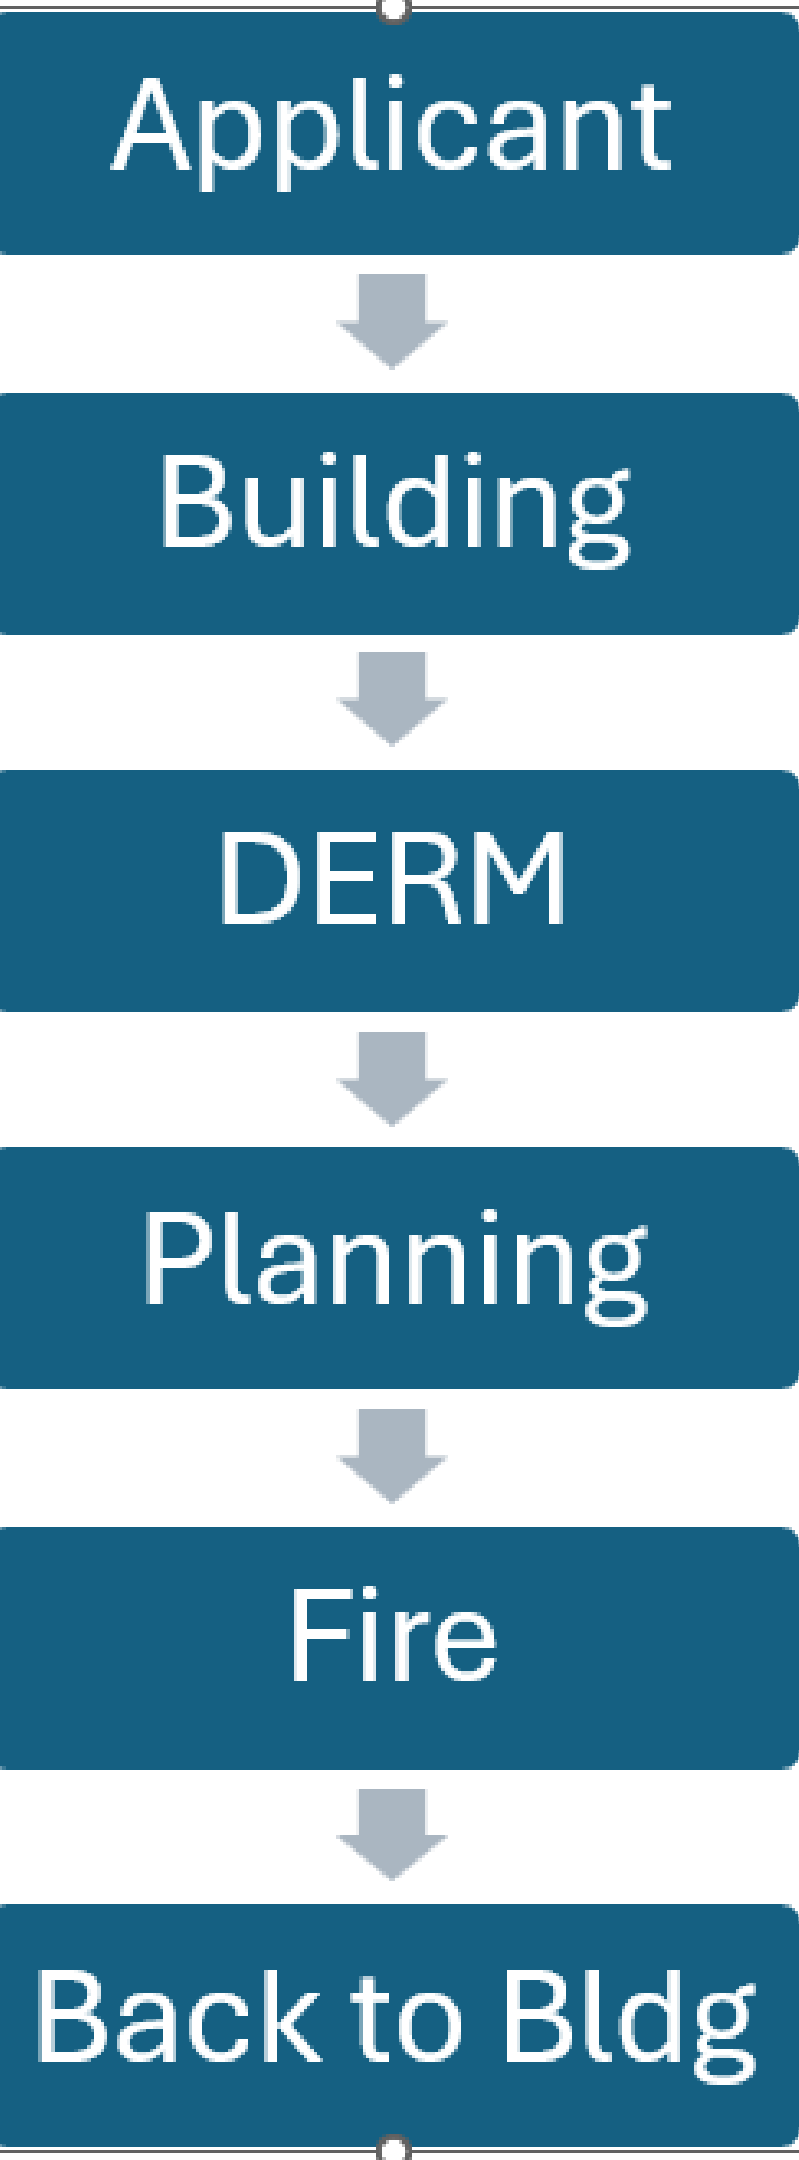 Applicant
Building
DERM
Planning
Fire
Back to Bldg